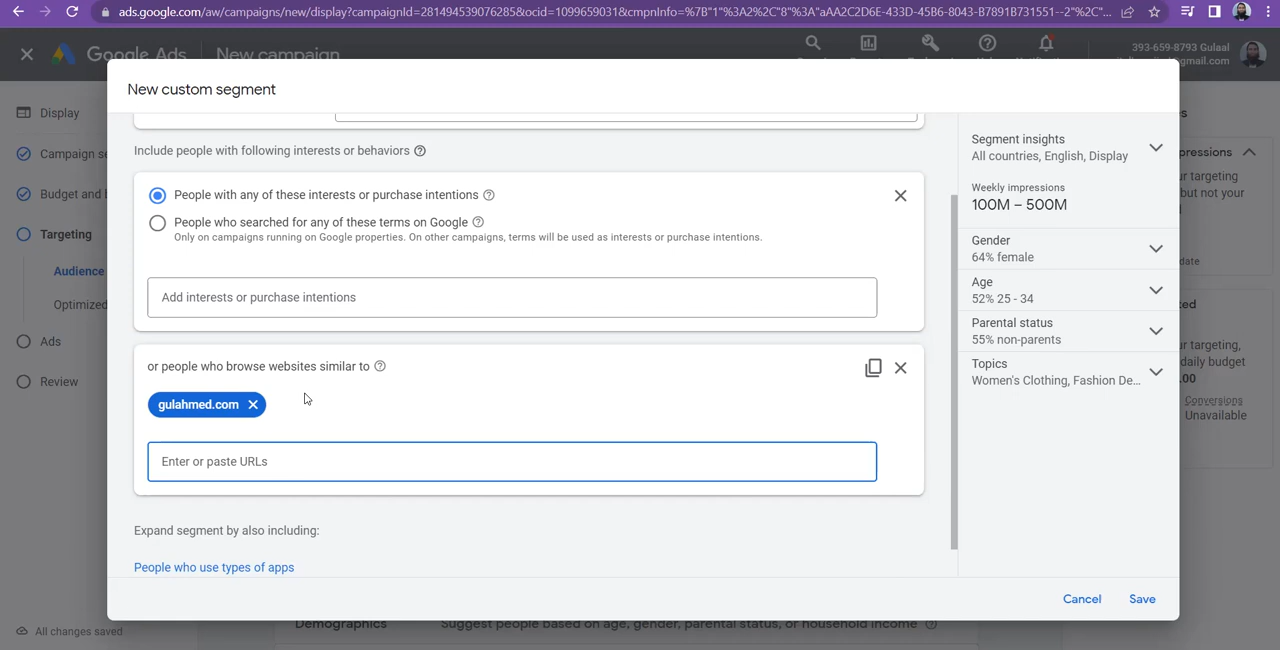 ads.google.com/aw/campaigns/new/display?campaignId=281494539076285&ocid=1099659031&cmpnInfo=%7B"1"%3A2%2C"8"%3A"aAA2C2D6E-433D-45B6-8043-B7891B731551--2"%2C"...
Google Ads
New campaign
393-659-8793 Gulaal
New custom segment
Display
Campaign se
Budget and b
Targeting
Audience
Optimized
Ads
Review
All changes saved
Include people with following interests or behaviors
People with any of these interests or purchase intentions
People who searched for any of these terms on Google
Only on campaigns running on Google properties. On other campaigns, terms will be used as interests or purchase intentions.
Add interests or purchase intentions
or people who browse websites similar to
gulahmed.com
Enter or paste URLs
Expand segment by also including:
People who use types of apps
Segment insights
All countries, English, Display
Weekly impressions
100M – 500M
Gender
64% female
Age
52% 25 - 34
Parental status
55% non-parents
Topics
Women's Clothing, Fashion De...
Cancel
Save
pressions
ur targeting
but not your
date
ted
ur targeting,
daily budget
.00
Conversions
Unavailable
Demographics
Suggest people based on age, gender, parental status, or household income